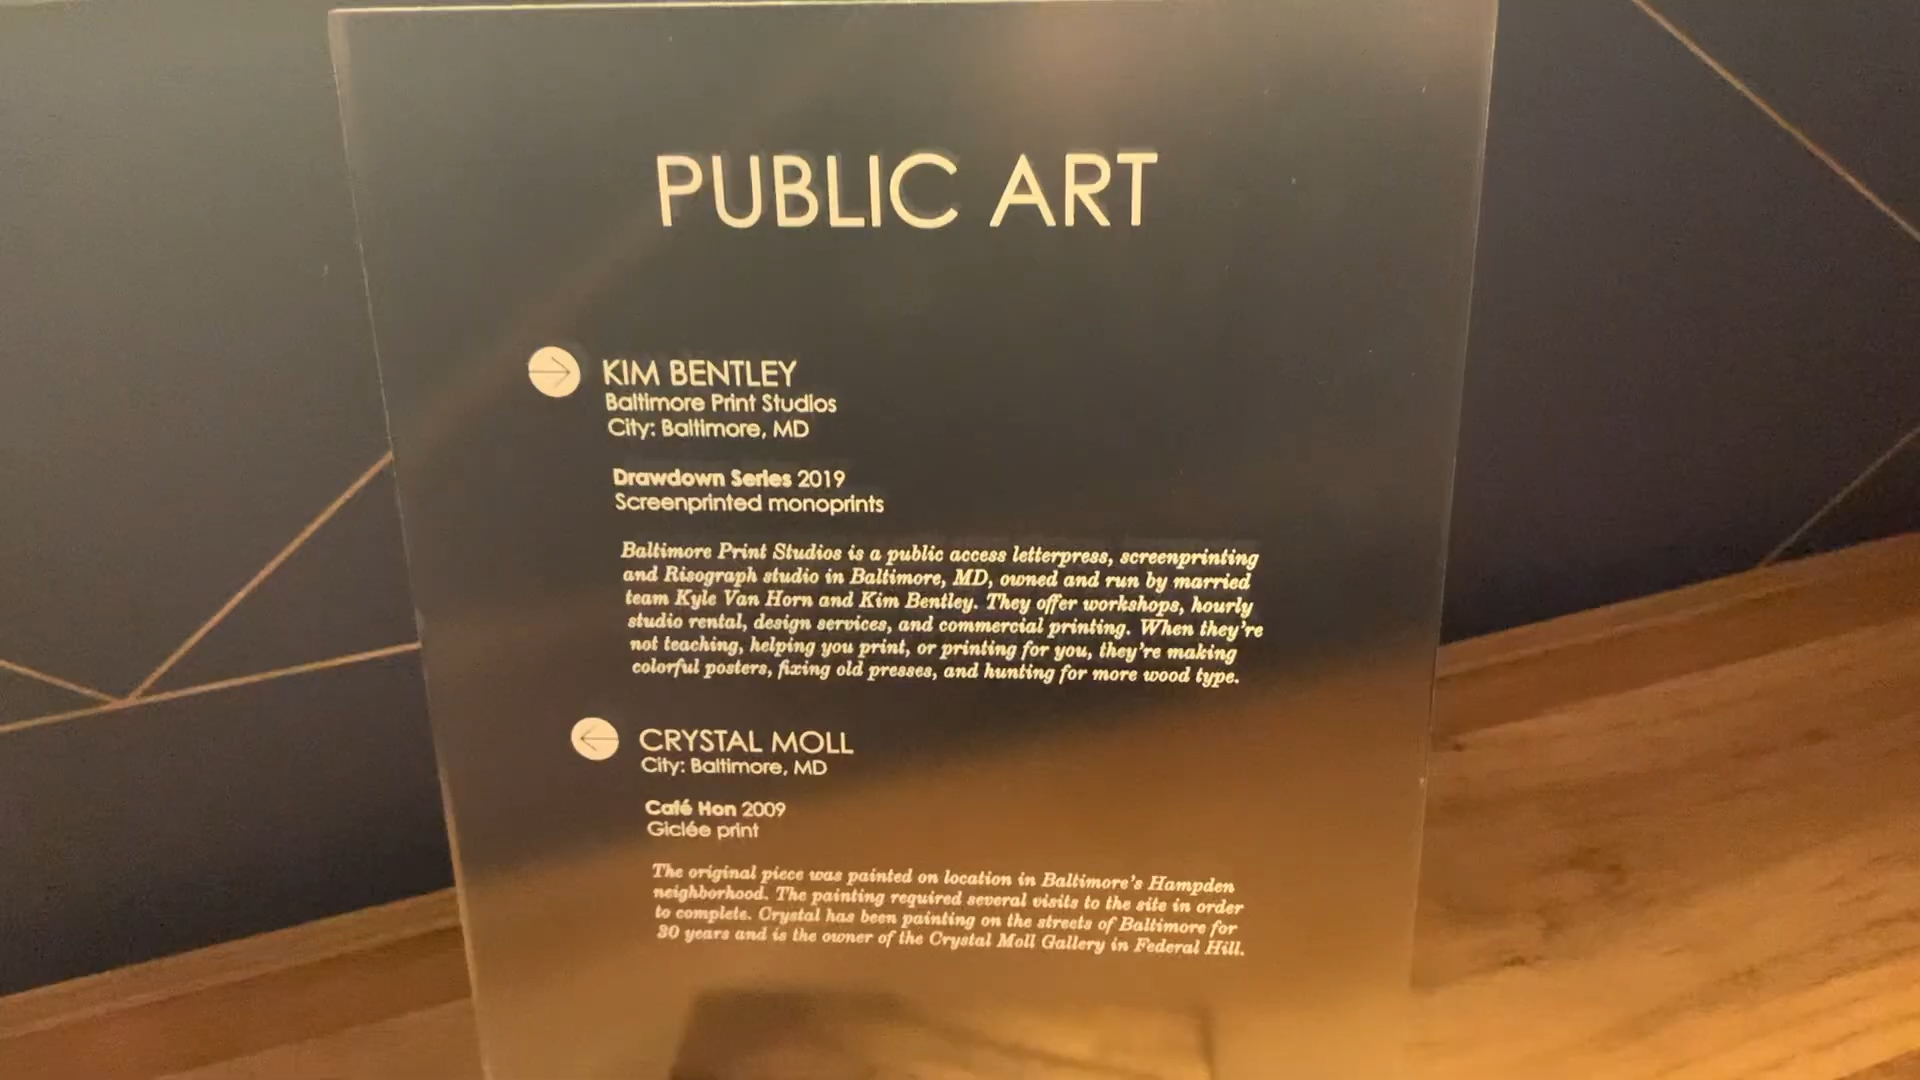 PUBLIC ART
KIM BENTLEY
Baltimore Print Studios
City: Baltimore, MD
Drawdown Series 2019
Screenprinted monoprints
Baltimore Print Studios is a public access letterpress, screenprinting
and Risograph studio in Baltimore, MD, owned and run by married
team Kyle Van Horn and Kim Bentley. They offer workshops, hourly
studio rental, design services, and commercial printing. When they're
not teaching, helping you print, or printing for you, they're making
colorful posters, fixing old presses, and hunting for more wood type.
CRYSTAL MOLL
City: Baltimore, MD
Café Hon 2009
Giclée print
The original piece was painted on location in Baltimore's Hampden
neighborhood. The painting required several visits to the site in order
to complete. Crystal has been painting on the streets of Baltimore for
30 years and is the owner of the Crystal Moll Gallery in Federal Hill.